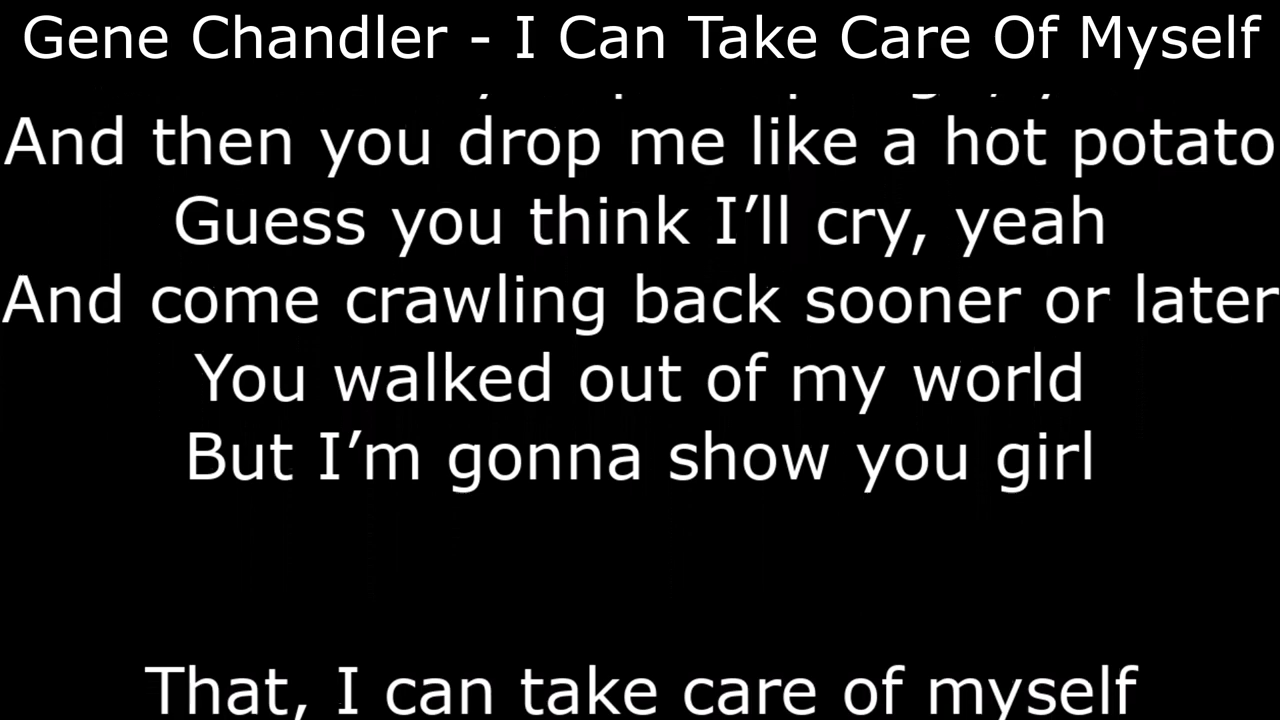 Gene Chandler - I Can Take Care Of Myself
And then you drop me like a hot potato
Guess you think I’ll cry, yeah
And come crawling back sooner or later
You walked out of my world
But I’m gonna show you girl
That, I can take care of myself